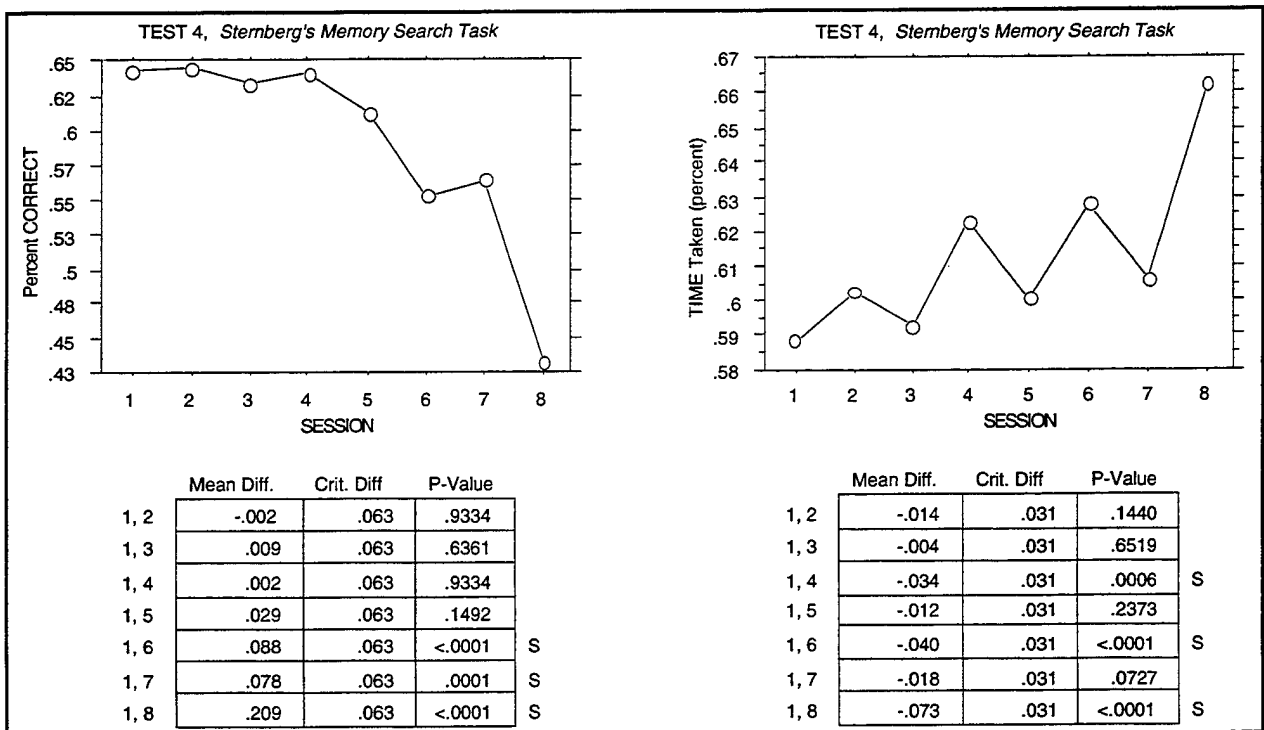 TEST 4, Sternberg's Memory Search Task
.65
.62
.6
.57
.55
.53
.5
.48
.45
.43
Percent CORRECT
1 2 3 4 5 6 7 8
SESSION
Mean Diff. Crit. Diff P-Value
1, 2 -.002 .063 .9334
1, 3 .009 .063 .6361
1, 4 .002 .063 .9334
1, 5 .029 .063 .1492
1, 6 .088 .063 <.0001 S
1, 7 .078 .063 .0001 S
1, 8 .209 .063 <.0001 S
TEST 4, Sternberg's Memory Search Task
.67
.66
.65
.64
.63
.62
.61
.6
.59
.58
TIME Taken (percent)
1 2 3 4 5 6 7 8
SESSION
Mean Diff. Crit. Diff P-Value
1, 2 -.014 .031 .1440
1, 3 -.004 .031 .6519
1, 4 -.034 .031 .0006 S
1, 5 -.012 .031 .2373
1, 6 -.040 .031 <.0001 S
1, 7 -.018 .031 .0727
1, 8 -.073 .031 <.0001 S